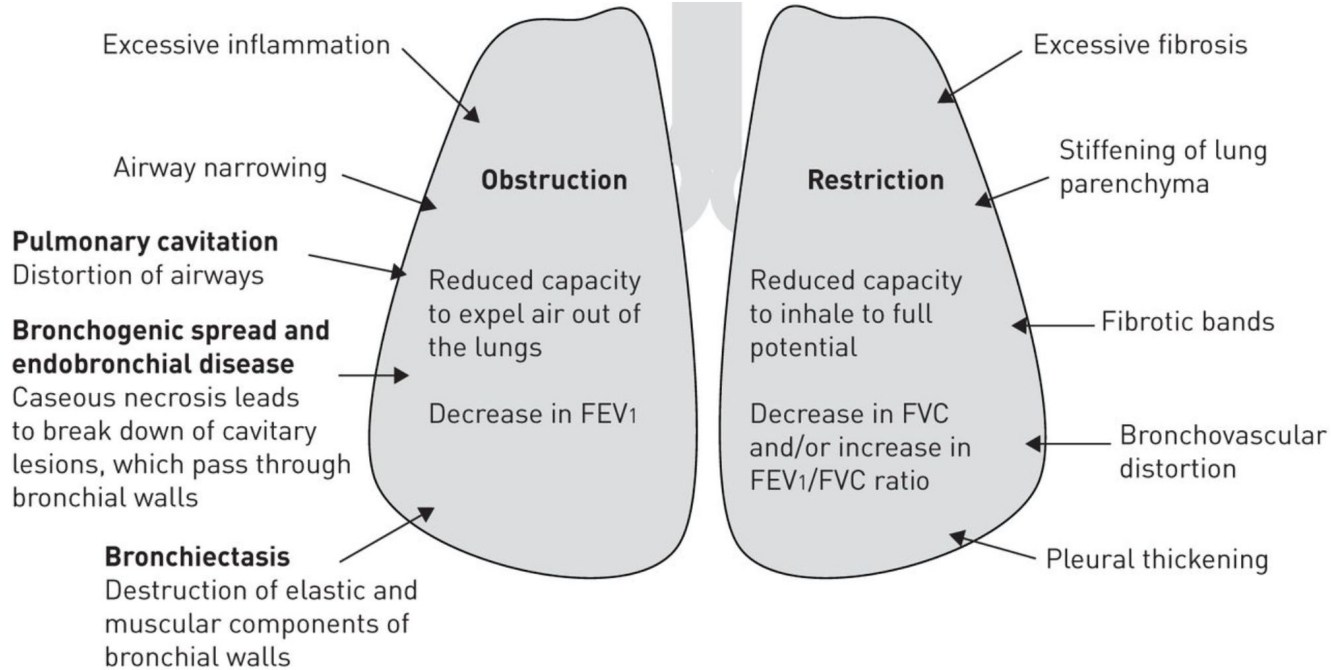 Excessive inflammation
Airway narrowing
Pulmonary cavitation
Distortion of airways
Bronchogenic spread and
endobronchial disease
Caseous necrosis leads
to break down of cavitary
lesions, which pass through
bronchial walls
Bronchiectasis
Destruction of elastic and
muscular components of
bronchial walls
Obstruction
Reduced capacity
to expel air out of
the lungs
Decrease in FEV1
Restriction
Reduced capacity
to inhale to full
potential
Decrease in FVC
and/or increase in
FEV1/FVC ratio
Excessive fibrosis
Stiffening of lung
parenchyma
Fibrotic bands
Bronchovascular
distortion
Pleural thickening